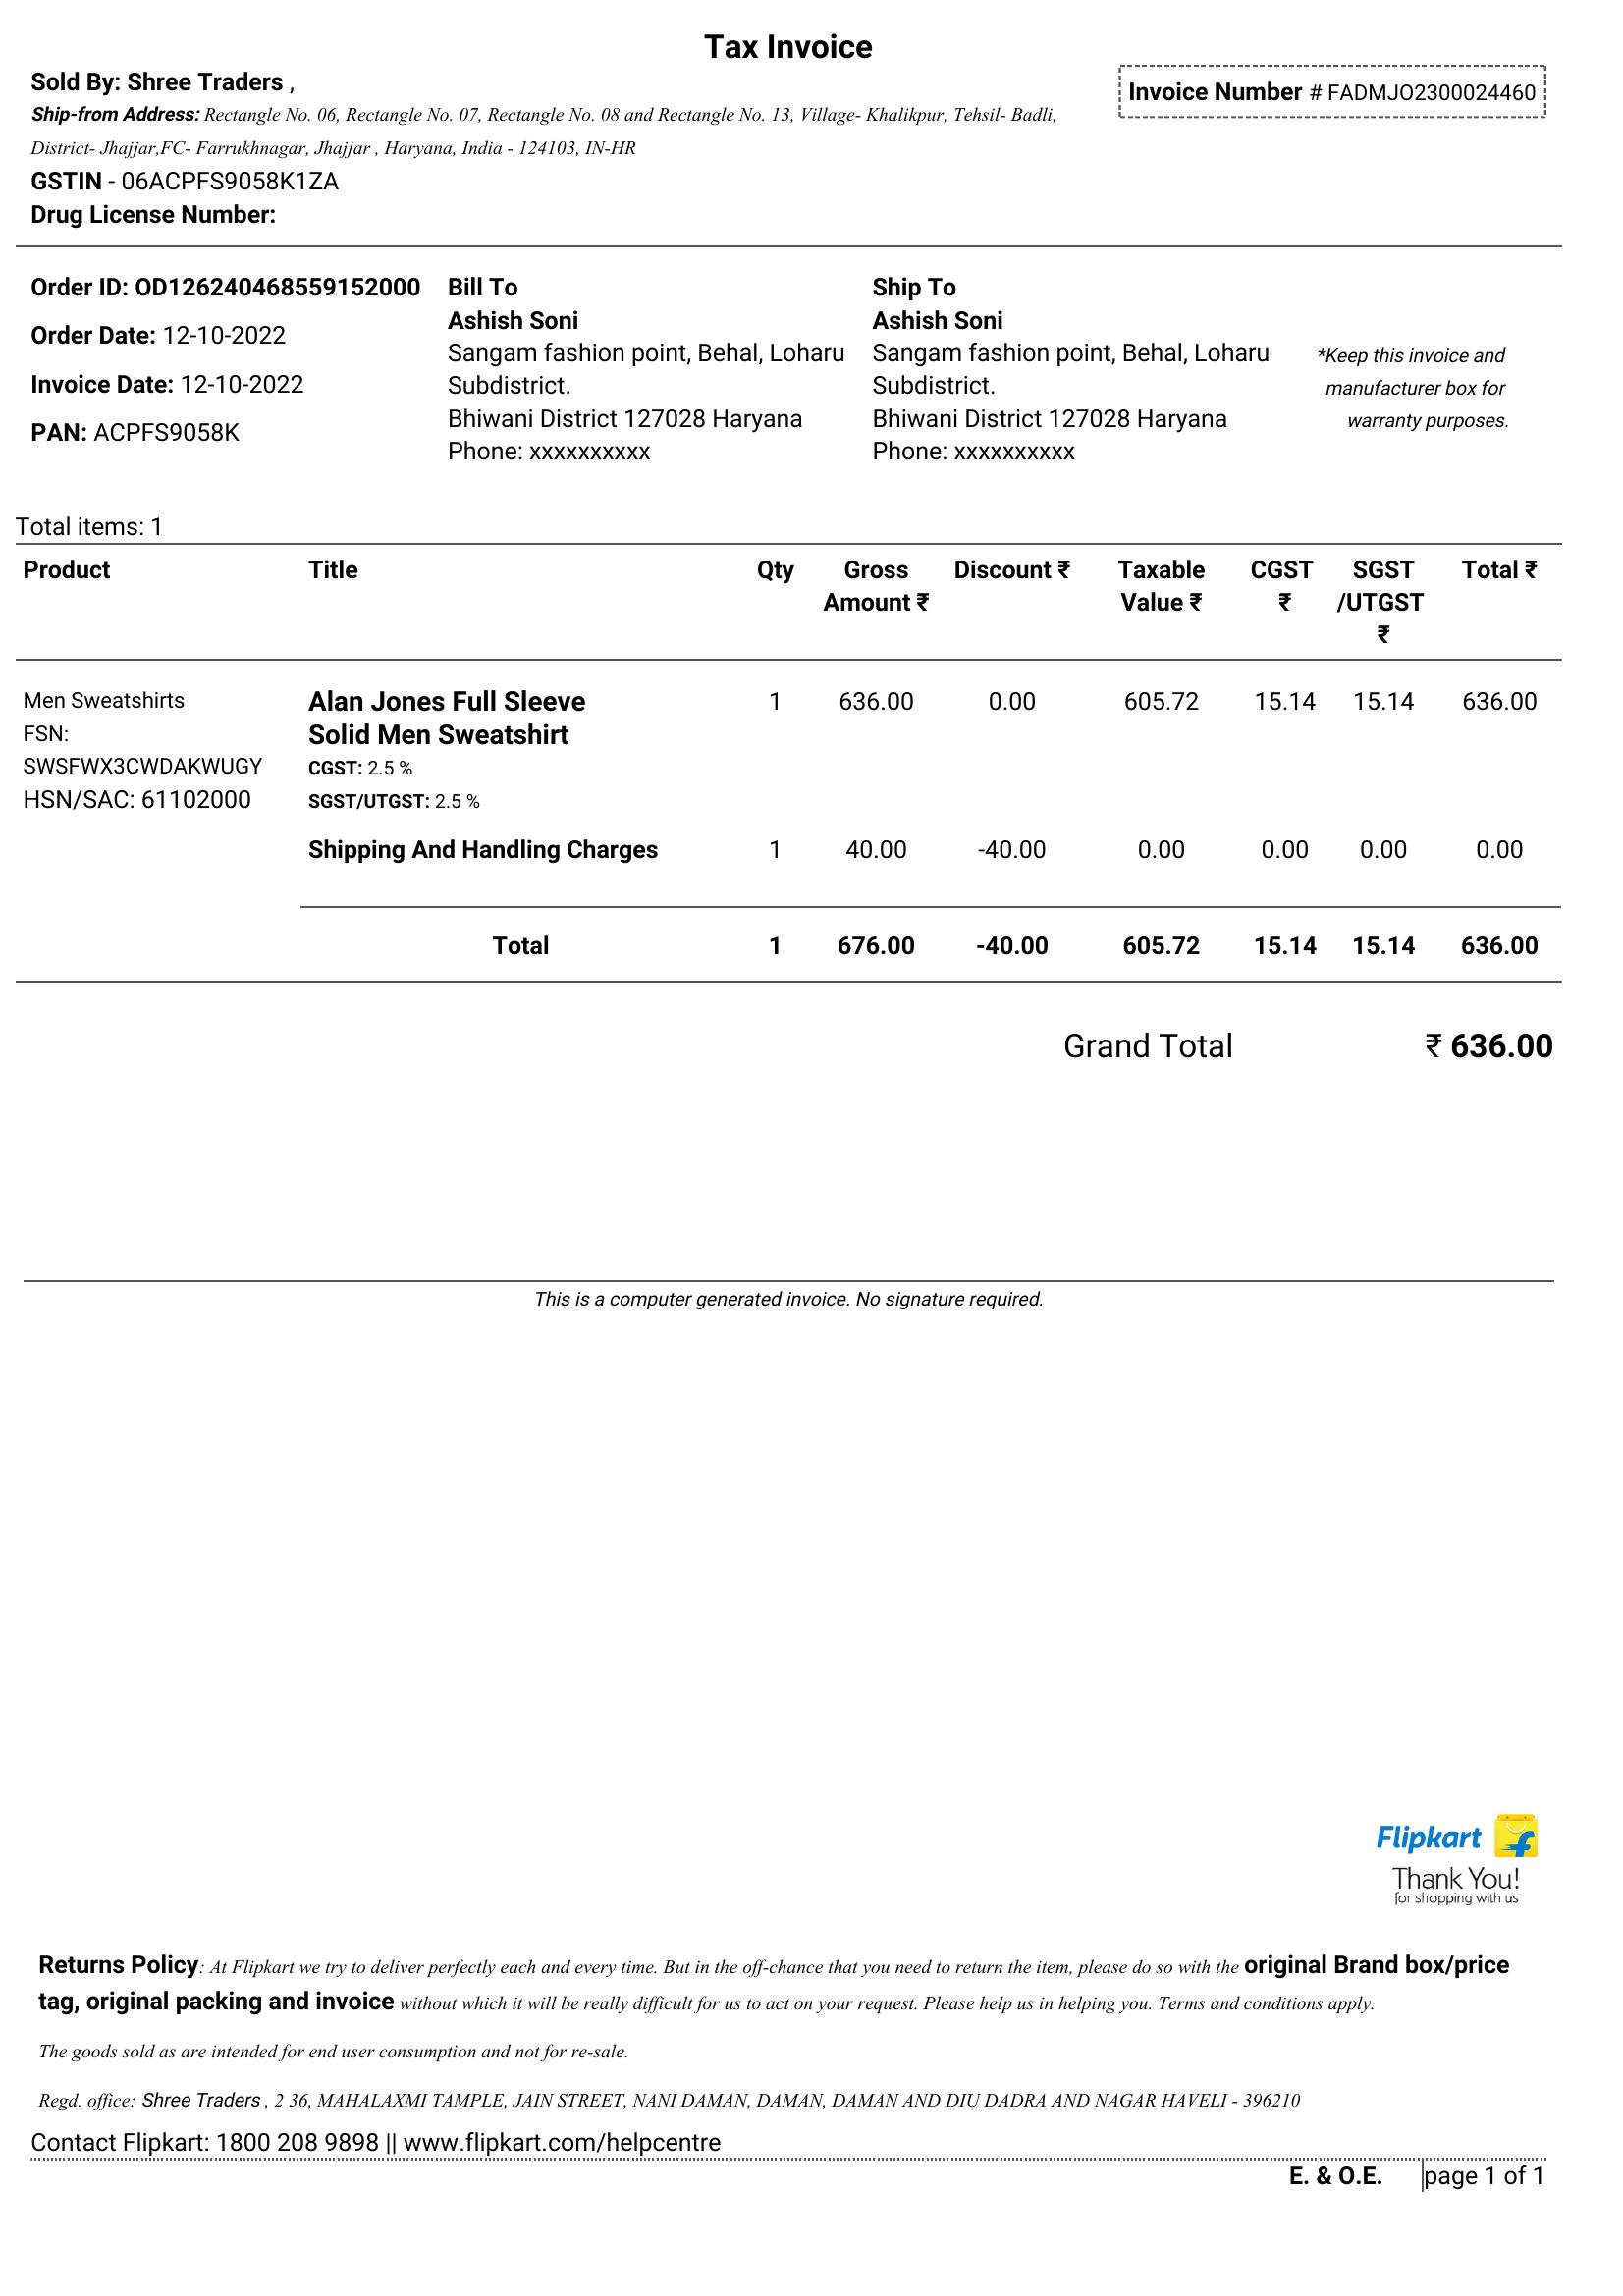 Tax Invoice
Sold By: Shree Traders ,
Invoice Number # FADMJO2300024460
Ship-from Address: Rectangle No. 06, Rectangle No. 07, Rectangle No. 08 and Rectangle No. 13, Village- Khalikpur, Tehsil- Badli,
District- Jhajjar,FC- Farrukhnagar, Jhajjar , Haryana, India - 124103, IN-HR
GSTIN - 06ACPFS9058K1ZA
Drug License Number:
Order ID: OD126240468559152000
Order Date: 12-10-2022
Invoice Date: 12-10-2022
PAN: ACPFS9058K
Bill To
Ashish Soni
Sangam fashion point, Behal, Loharu
Subdistrict.
Bhiwani District 127028 Haryana
Phone: xxxxxxxxxx
Ship To
Ashish Soni
Sangam fashion point, Behal, Loharu
Subdistrict.
Bhiwani District 127028 Haryana
Phone: xxxxxxxxxx
*Keep this invoice and
manufacturer box for
warranty purposes.
Total items: 1
Product Title Qty Gross Discount ₹ Taxable CGST SGST Total ₹
Amount ₹ Value ₹ ₹ /UTGST
₹
Men Sweatshirts Alan Jones Full Sleeve 1 636.00 0.00 605.72 15.14 15.14 636.00
FSN: Solid Men Sweatshirt
SWSFWX3CWDAKWUGY CGST: 2.5 %
HSN/SAC: 61102000 SGST/UTGST: 2.5 %
Shipping And Handling Charges 1 40.00 -40.00 0.00 0.00 0.00 0.00
Total 1 676.00 -40.00 605.72 15.14 15.14 636.00
Grand Total ₹ 636.00
This is a computer generated invoice. No signature required.
Flipkart
Thank You!
for shopping with us
Returns Policy: At Flipkart we try to deliver perfectly each and every time. But in the off-chance that you need to return the item, please do so with the original Brand box/price
tag, original packing and invoice without which it will be really difficult for us to act on your request. Please help us in helping you. Terms and conditions apply.
The goods sold as are intended for end user consumption and not for re-sale.
Regd. office: Shree Traders , 2 36, MAHALAXMI TAMPLE, JAIN STREET, NANI DAMAN, DAMAN, DAMAN AND DIU DADRA AND NAGAR HAVELI - 396210
Contact Flipkart: 1800 208 9898 || www.flipkart.com/helpcentre
E. & O.E. page 1 of 1